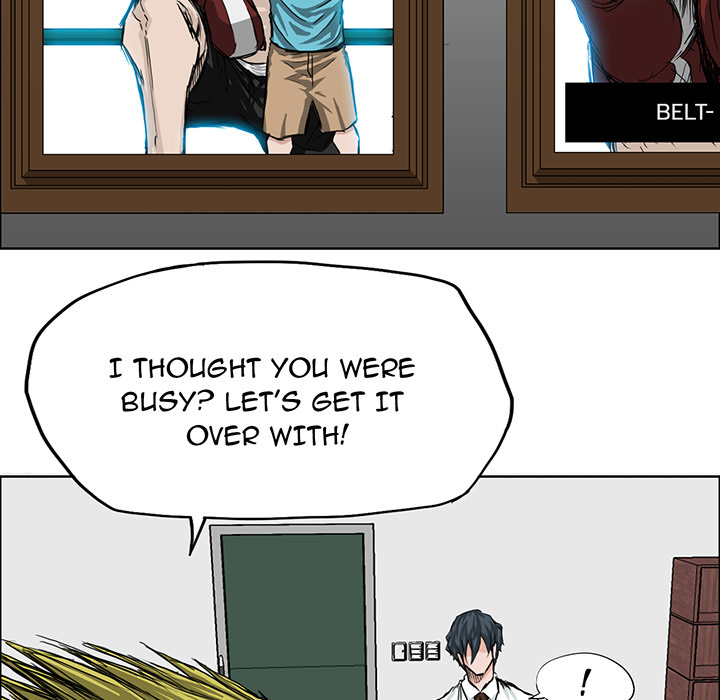 BELT-
I THOUGHT YOU WERE
BUSY? LET'S GET IT
OVER WITH!
!